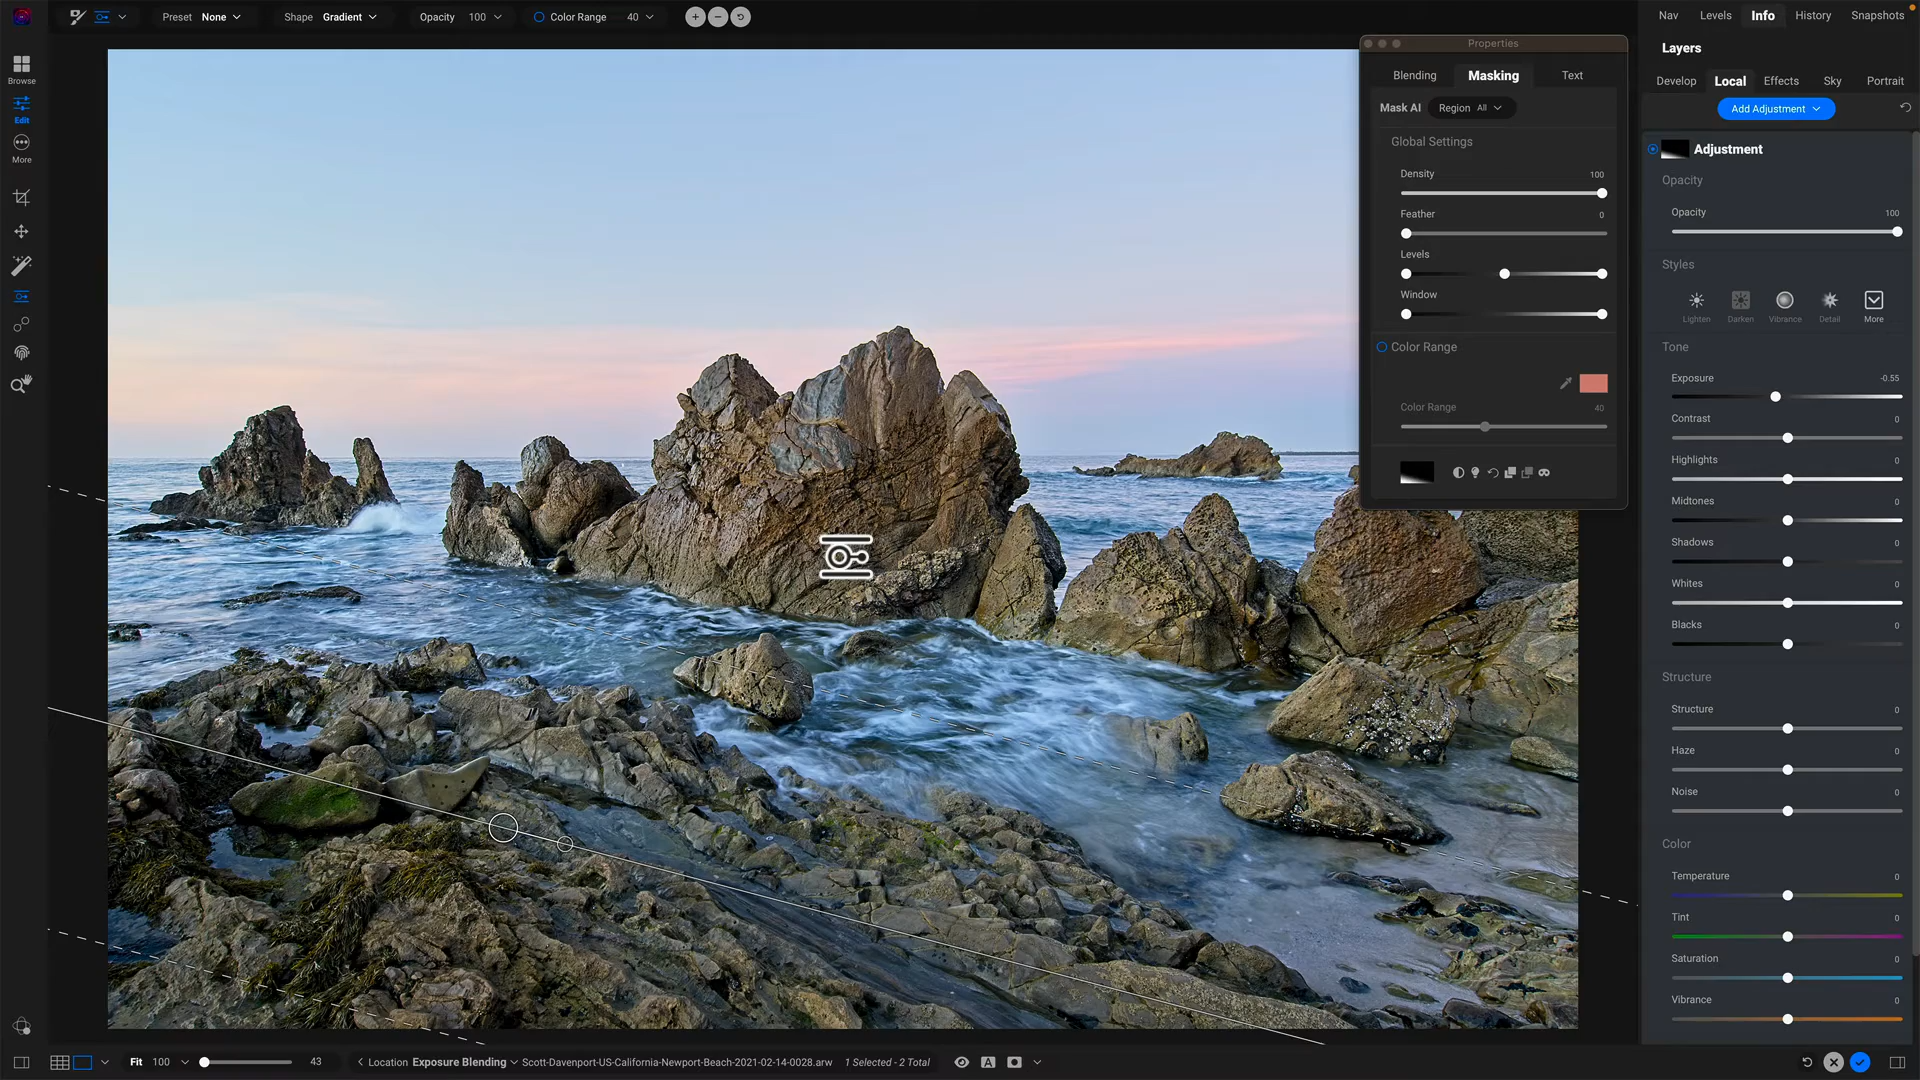 Preset None Shape Gradient Opacity 100 Color Range 40
Nav Levels Info History Snapshots
Layers
Develop Local Effects Sky Portrait
Add Adjustment
Browse
Edit
More
Properties
Blending Masking Text
Mask AI Region All
Global Settings
Density 100
Feather 0
Levels
Window
Color Range
Color Range 40
Adjustment
Opacity
Opacity 100
Styles
Lighten Darken Vibrance Detail More
Tone
Exposure -0.55
Contrast 0
Highlights 0
Midtones 0
Shadows 0
Whites 0
Blacks 0
Structure
Structure 0
Haze 0
Noise 0
Color
Temperature 0
Tint 0
Saturation 0
Vibrance 0
Fit 100 43 Location Exposure Blending Scott-Davenport-US-California-Newport-Beach-2021-02-14-0028.arw 1 Selected - 2 Total A